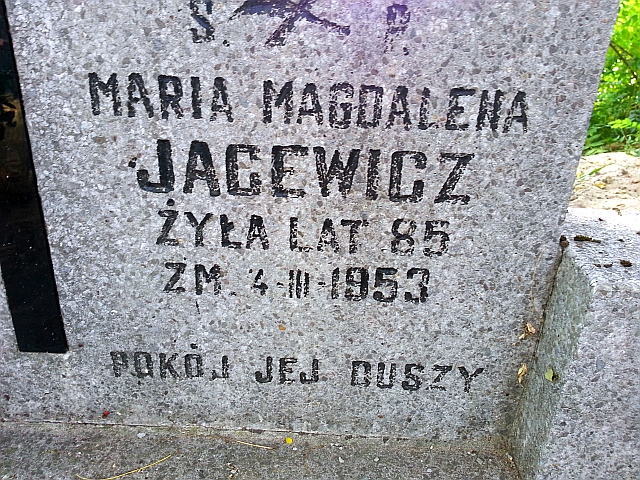 Ś. P.
MARIA MAGDALENA
JACEWICZ
ŻYŁA LAT 85
ZM. 4-III-1953
POKÓJ JEJ DUSZY